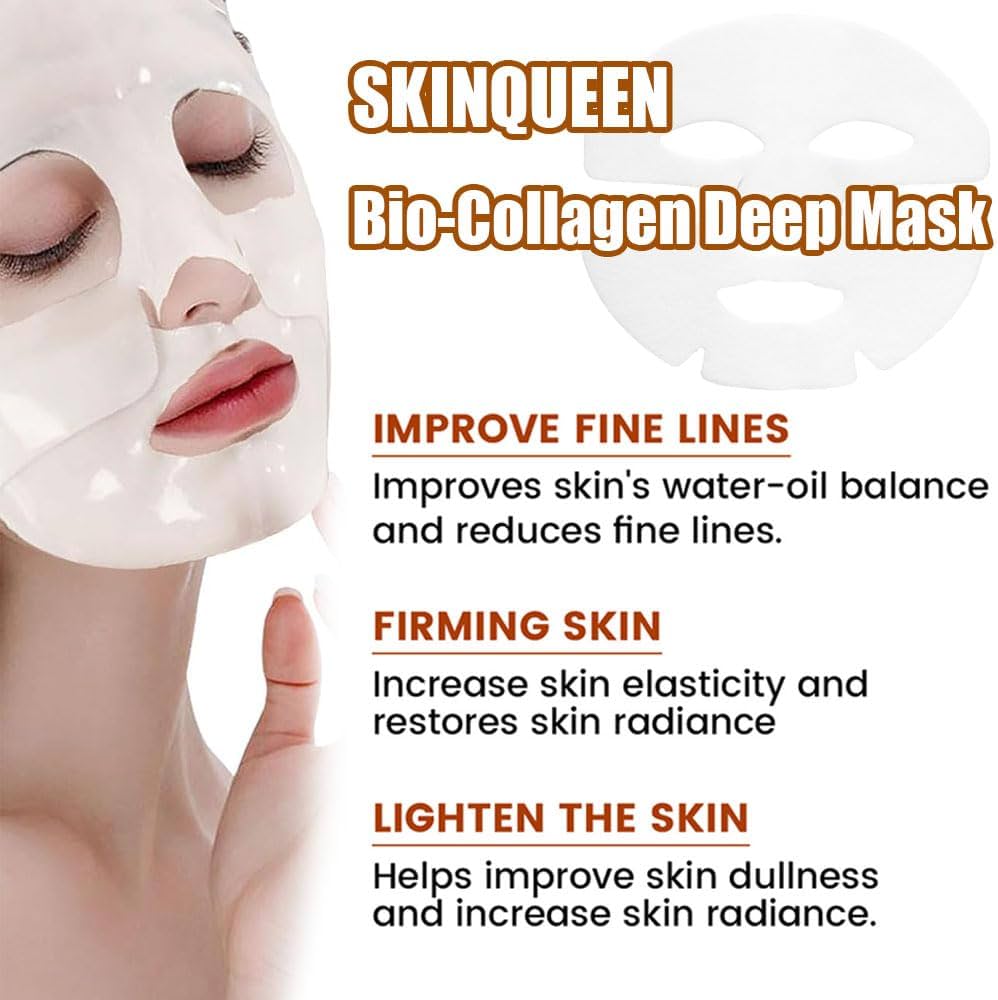 SKINQUEEN
Bio-Collagen Deep Mask
IMPROVE FINE LINES
Improves skin's water-oil balance
and reduces fine lines.
FIRMING SKIN
Increase skin elasticity and
restores skin radiance
LIGHTEN THE SKIN
Helps improve skin dullness
and increase skin radiance.